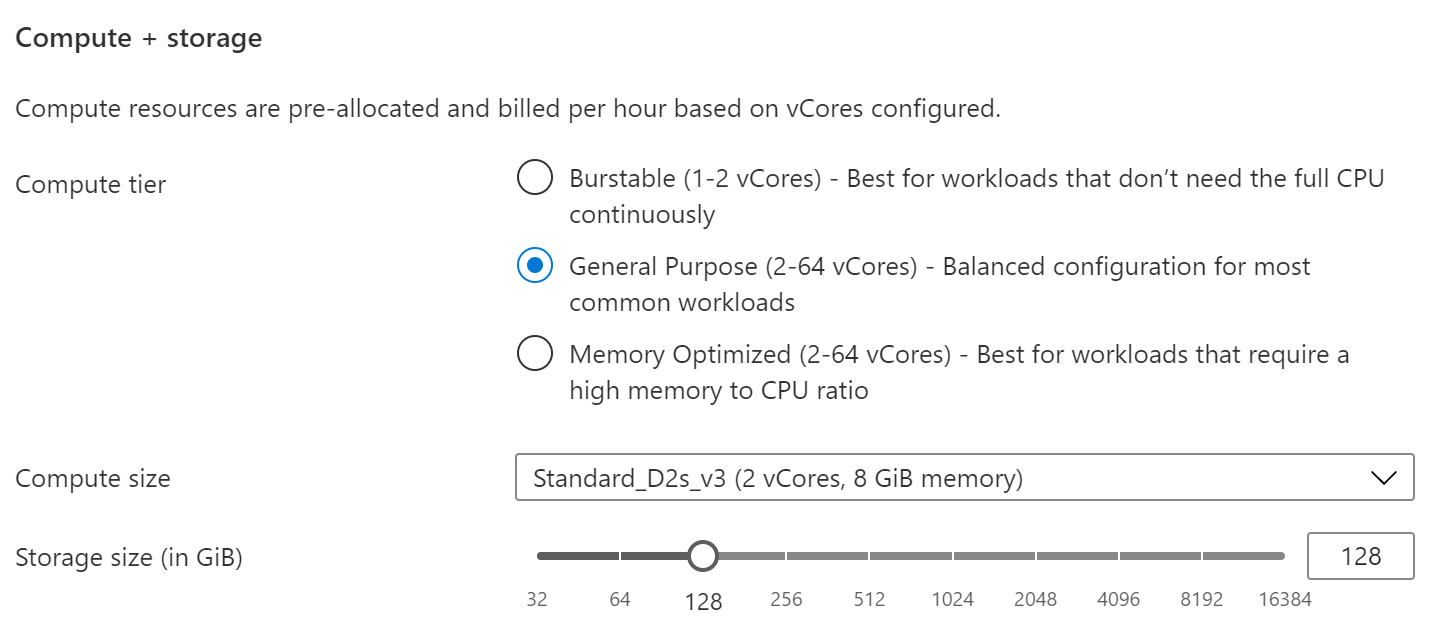 Compute + storage
Compute resources are pre-allocated and billed per hour based on vCores configured.
Compute tier
Burstable (1-2 vCores) - Best for workloads that don’t need the full CPU
continuously
General Purpose (2-64 vCores) - Balanced configuration for most
common workloads
Memory Optimized (2-64 vCores) - Best for workloads that require a
high memory to CPU ratio
Compute size
Standard_D2s_v3 (2 vCores, 8 GiB memory)
Storage size (in GiB)
128
32 64 128 256 512 1024 2048 4096 8192 16384